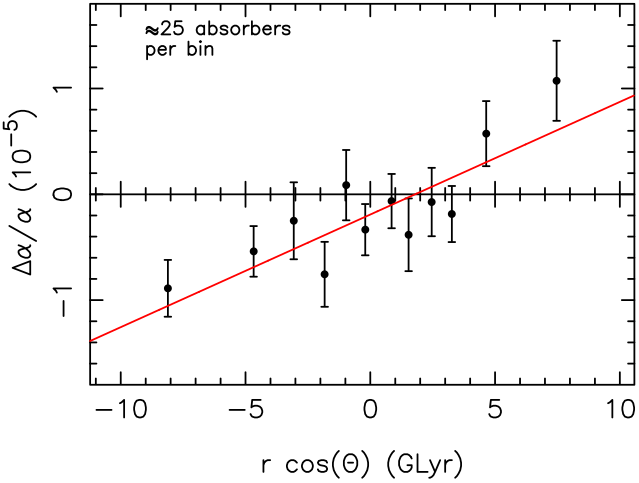 ≈25 absorbers
per bin
Δα/α (10⁻⁵)
1
0
−1
−10 −5 0 5 10
r cos(Θ) (GLyr)